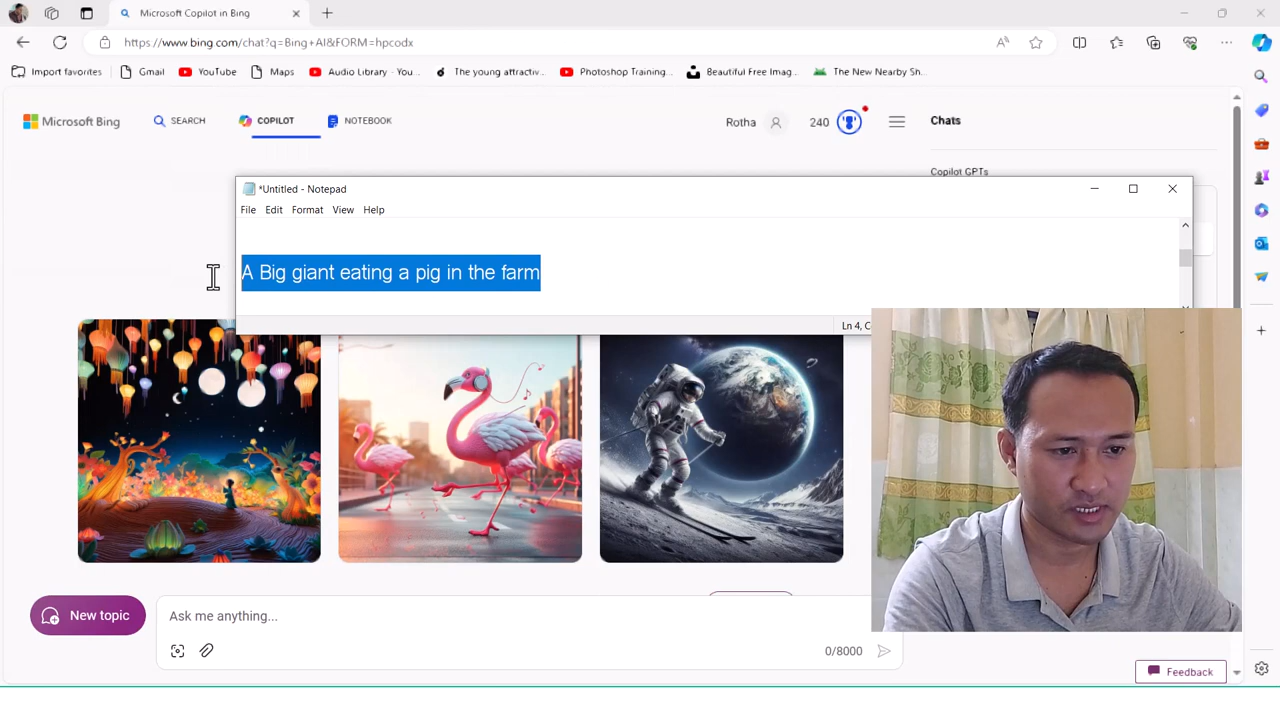 Microsoft Copilot in Bing
https://www.bing.com/chat?q=Bing+AI&FORM=hpcodx
Import favorites
Gmail
YouTube
Maps
Audio Library - You...
The young attractiv...
Photoshop Training...
Beautiful Free Imag...
The New Nearby Sh...
Microsoft Bing
SEARCH
COPILOT
NOTEBOOK
Rotha
240
Chats
Copilot GPTs
*Untitled - Notepad
File Edit Format View Help
A Big giant eating a pig in the farm
Ln 4, C
New topic
Ask me anything...
0/8000
Feedback